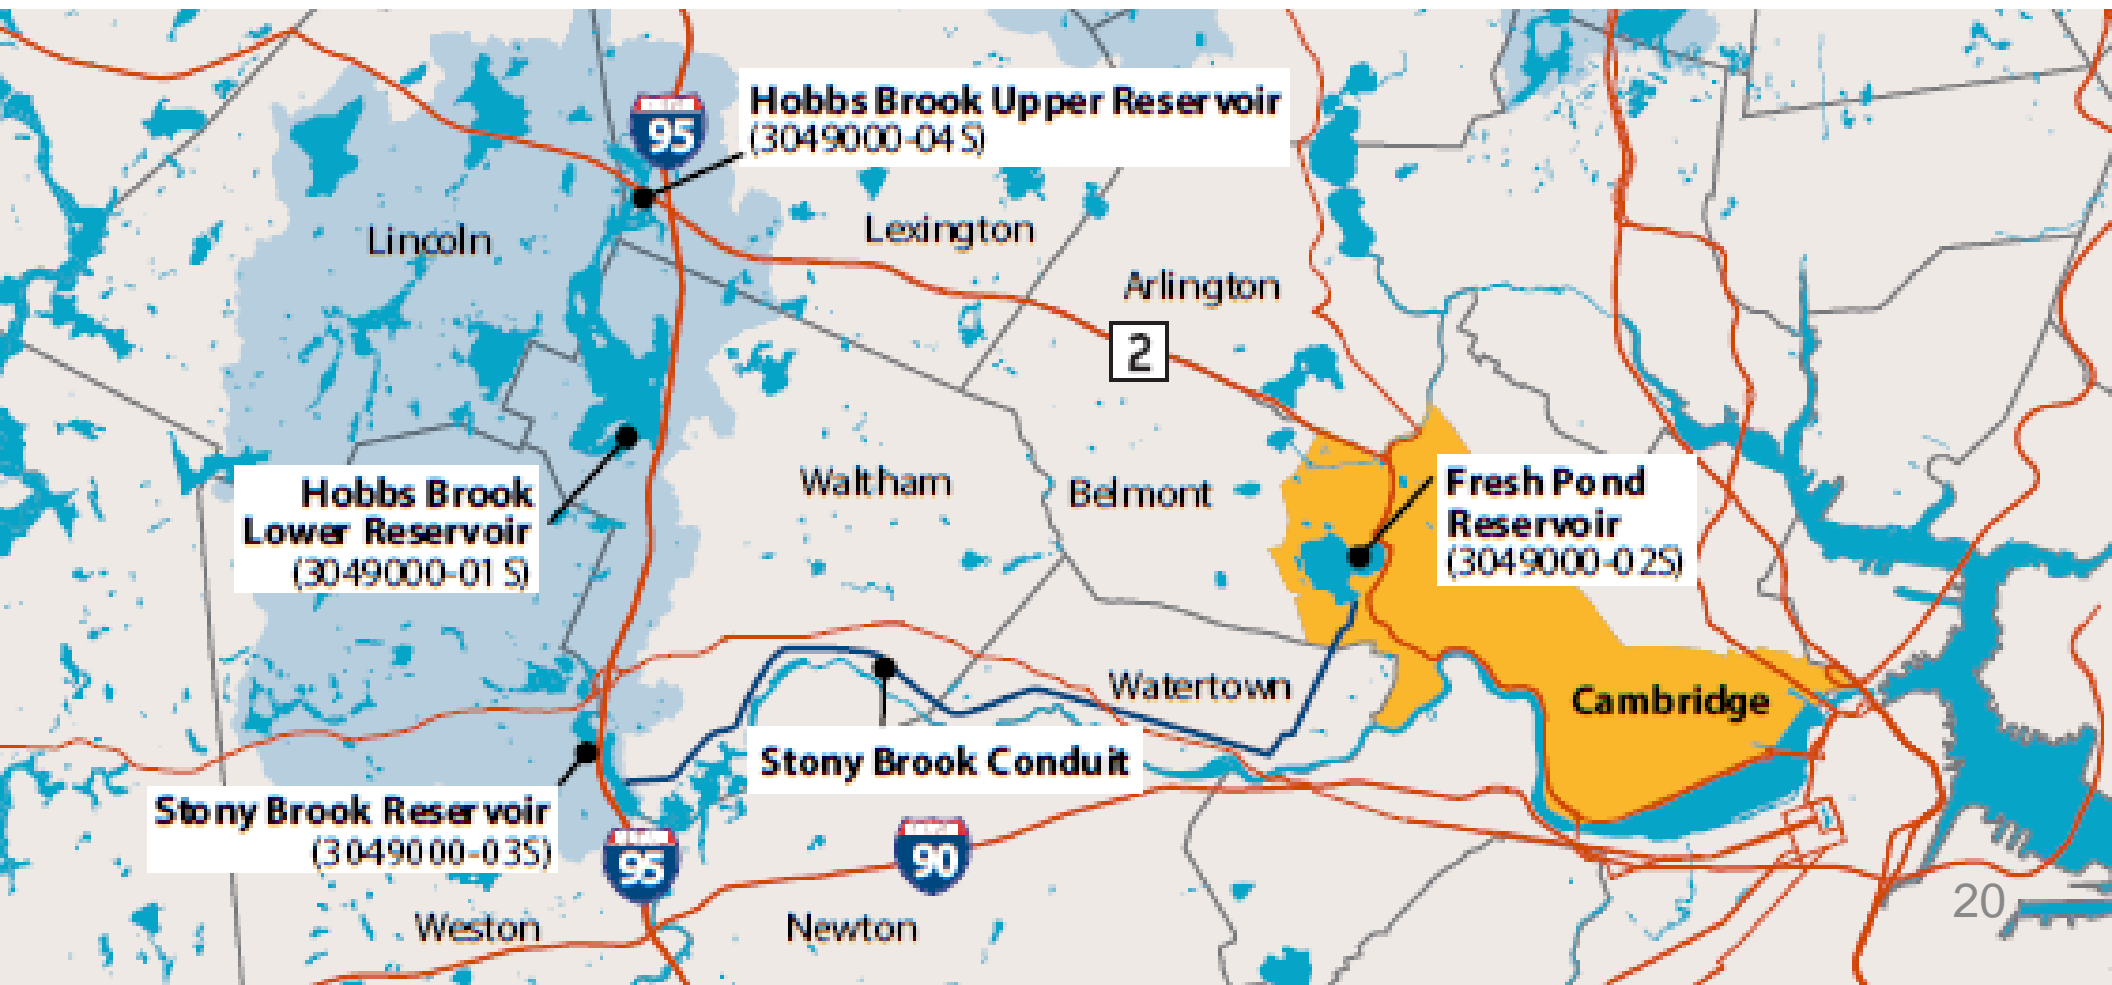 Hobbs Brook Upper Reservoir
(3049000-04S)
95
Lincoln
Lexington
Arlington
2
Hobbs Brook
Lower Reservoir
(3049000-01S)
Waltham
Belmont
Fresh Pond
Reservoir
(3049000-02S)
Watertown
Cambridge
Stony Brook Conduit
Stony Brook Reservoir
(3049000-03S)
95
90
Weston
Newton
20